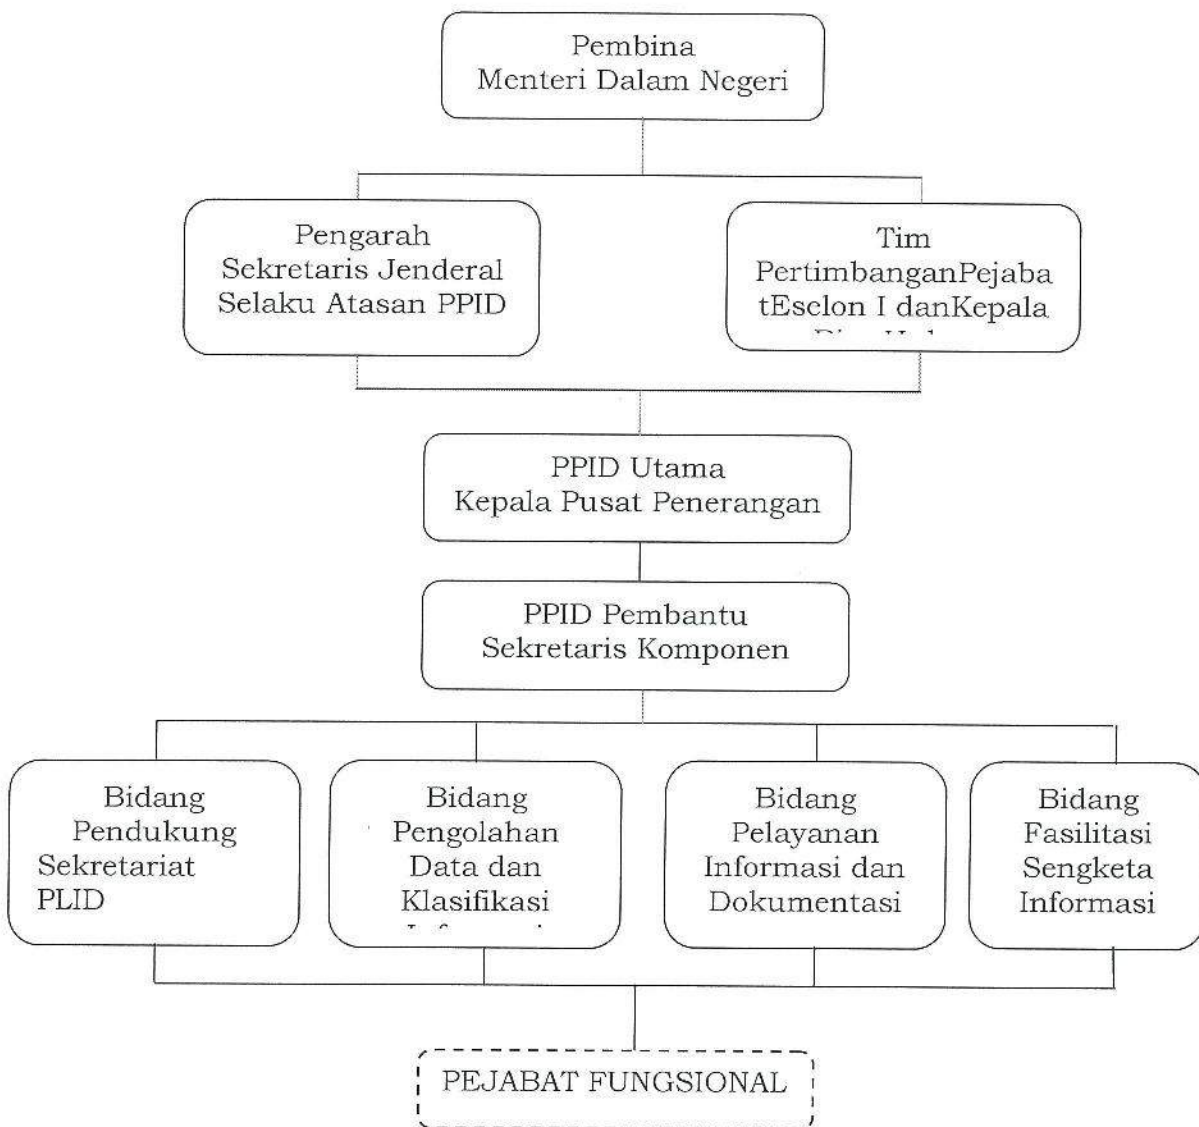 Pembina
Menteri Dalam Negeri
Pengarah
Sekretaris Jenderal
Selaku Atasan PPID
Tim
PertimbanganPejaba
tEselon I danKepala
PPID Utama
Kepala Pusat Penerangan
PPID Pembantu
Sekretaris Komponen
Bidang
Pendukung
Sekretariat
PLID
Bidang
Pengolahan
Data dan
Klasifikasi
Bidang
Pelayanan
Informasi dan
Dokumentasi
Bidang
Fasilitasi
Sengketa
Informasi
PEJABAT FUNGSIONAL